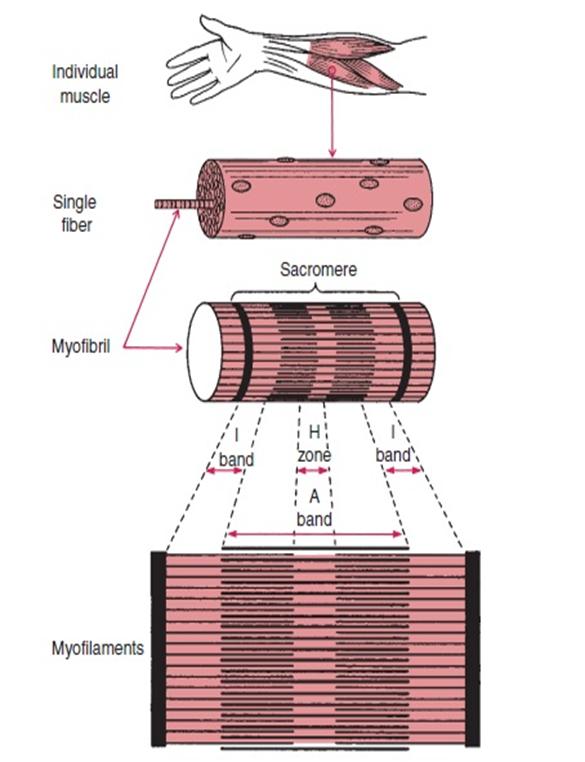 Individual
muscle
Single
fiber
Sacromere
Myofibril
I
band
H
zone
I
band
A
band
Myofilaments